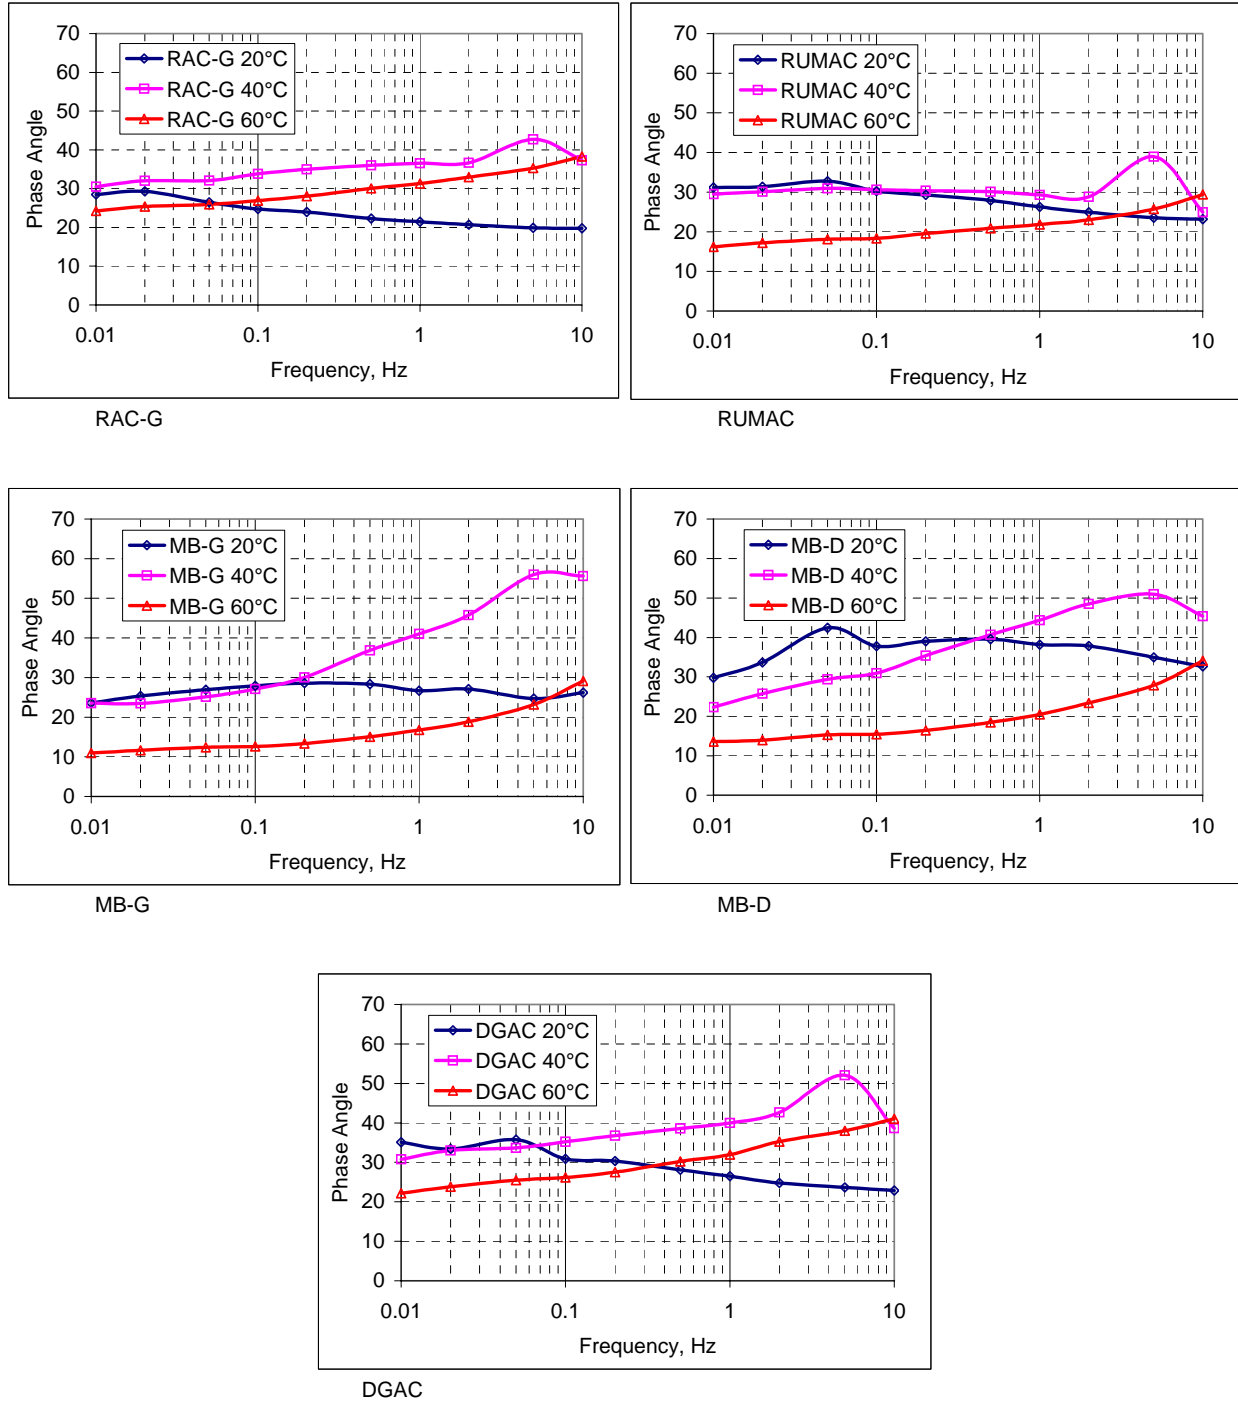 70
60
50
40
30
20
10
0
Phase Angle
RAC-G 20°C
RAC-G 40°C
RAC-G 60°C
0.01 0.1 1 10
Frequency, Hz
RAC-G
70
60
50
40
30
20
10
0
Phase Angle
RUMAC 20°C
RUMAC 40°C
RUMAC 60°C
0.01 0.1 1 10
Frequency, Hz
RUMAC
70
60
50
40
30
20
10
0
Phase Angle
MB-G 20°C
MB-G 40°C
MB-G 60°C
0.01 0.1 1 10
Frequency, Hz
MB-G
70
60
50
40
30
20
10
0
Phase Angle
MB-D 20°C
MB-D 40°C
MB-D 60°C
0.01 0.1 1 10
Frequency, Hz
MB-D
70
60
50
40
30
20
10
0
Phase Angle
DGAC 20°C
DGAC 40°C
DGAC 60°C
0.01 0.1 1 10
Frequency, Hz
DGAC